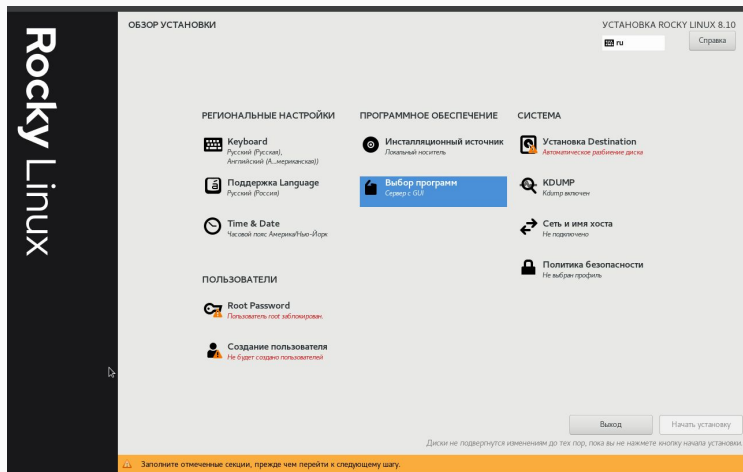 Rocky Linux
ОБЗОР УСТАНОВКИ
УСТАНОВКА ROCKY LINUX 8.10
ru
Справка
РЕГИОНАЛЬНЫЕ НАСТРОЙКИ
Keyboard
Русский (Русская),
Английский (А...мериканская))
Поддержка Language
Русский (Россия)
Time & Date
Часовой пояс Америка/Нью-Йорк
ПРОГРАММНОЕ ОБЕСПЕЧЕНИЕ
Инсталляционный источник
Локальный носитель
Выбор программ
Сервер с GUI
СИСТЕМА
Установка Destination
Автоматическое разбиение диска
KDUMP
Kdump включен
Сеть и имя хоста
Не подключено
Политика безопасности
Не выбран профиль
ПОЛЬЗОВАТЕЛИ
Root Password
Пользователь root заблокирован.
Создание пользователя
Не будет создано пользователей
Выход
Начать установку
Диски не подвергнутся изменениям до тех пор, пока вы не нажмете кнопку начала установки.
Заполните отмеченные секции, прежде чем перейти к следующему шагу.